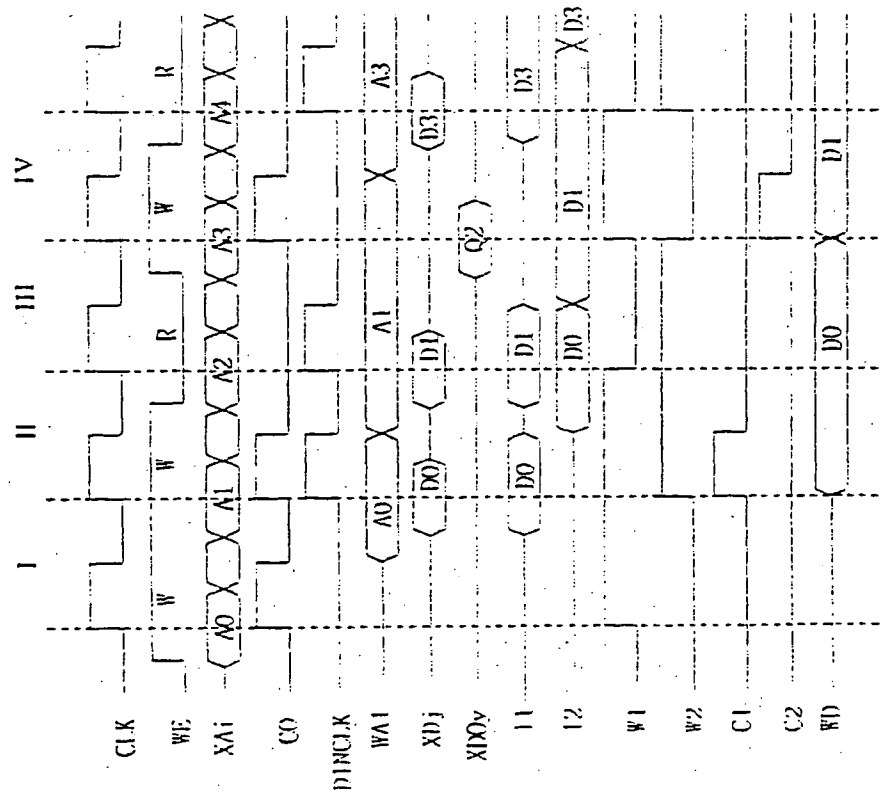 I II III IV
CLK
WE W W R W R
XAi A0 A1 A2 A3 A4
C0
DINCLK
WA1 A0 A1 A3
XDj D0 D1 D3
XDOy Q2
I1 D0 D1 D3
I2 D0 D1 D3
W1
W2
C1
C2
WD D0 D1